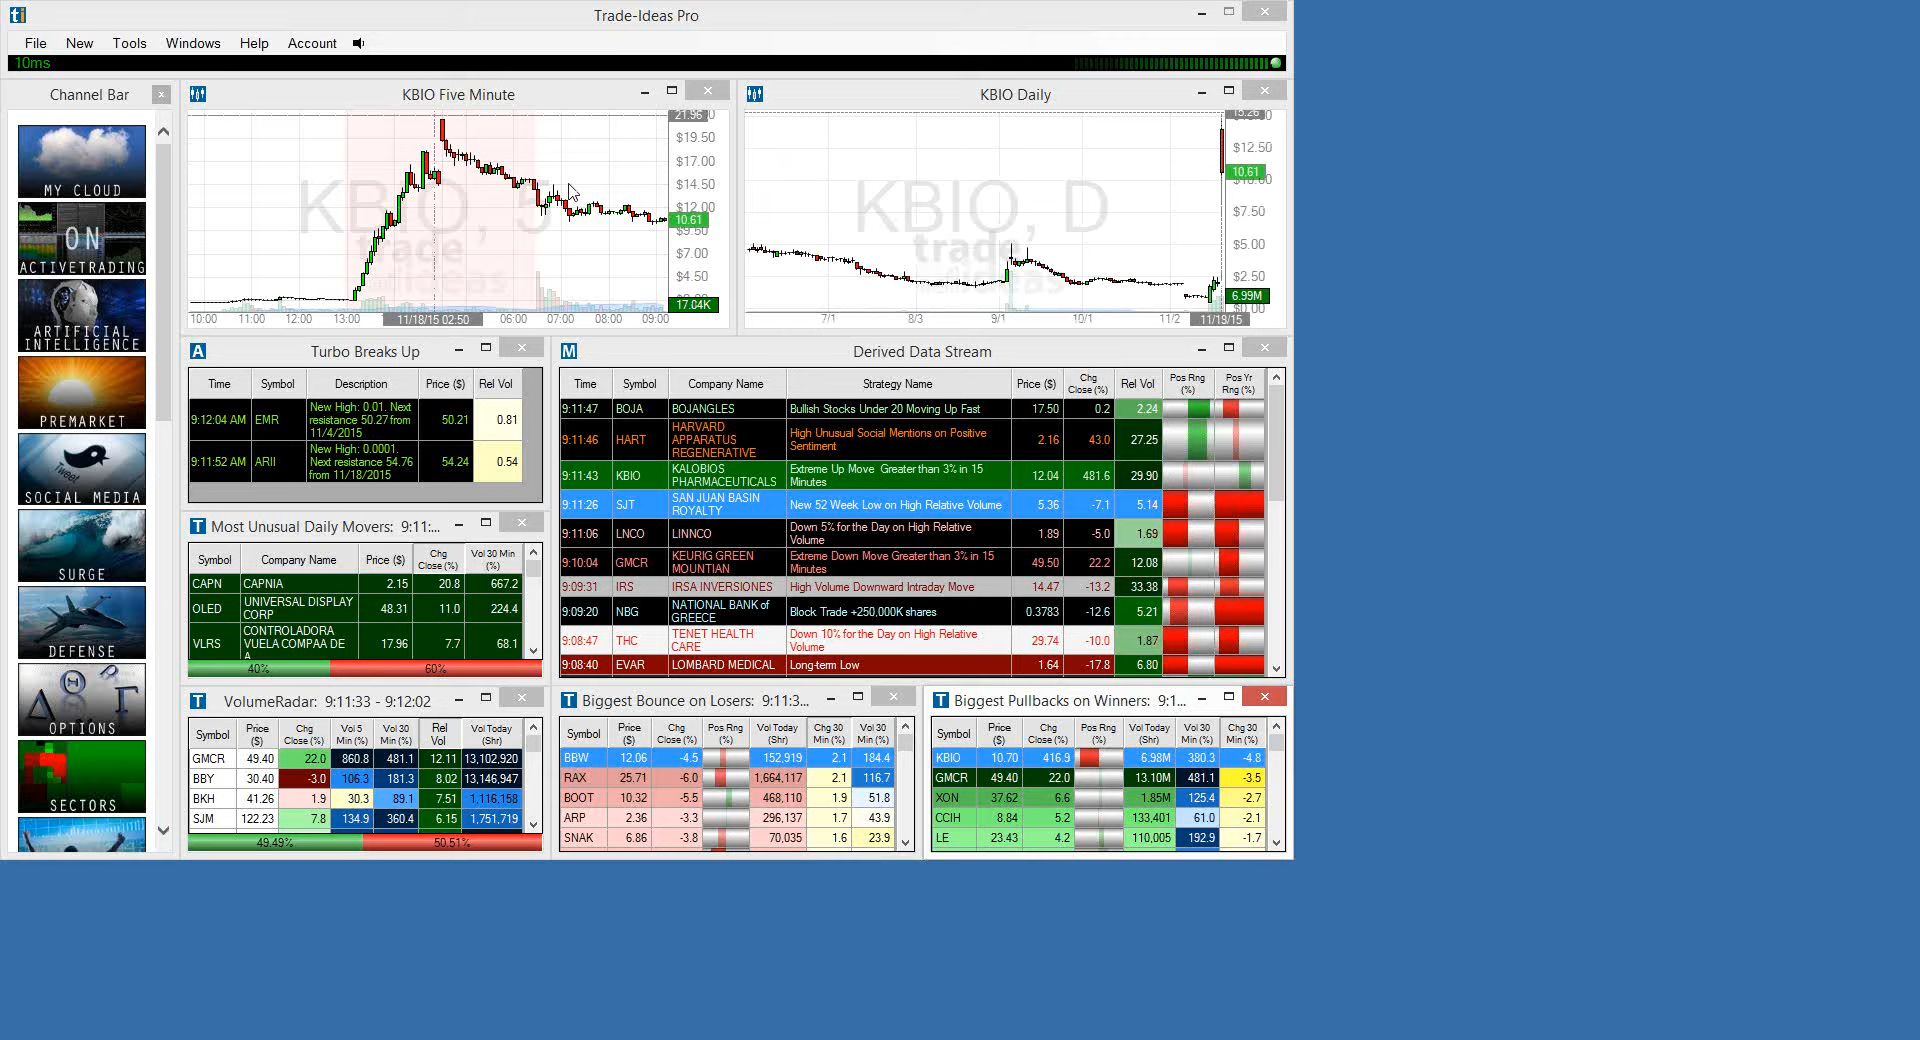 Trade-Ideas Pro
File New Tools Windows Help Account
10ms
Channel Bar
MY CLOUD
ON
ACTIVETRADING
ARTIFICIAL
INTELLIGENCE
PREMARKET
Tweet
SOCIAL MEDIA
SURGE
DEFENSE
OPTIONS
SECTORS
KBIO Five Minute
KBIO, 5
trade
ideas
21.96
$19.50
$17.00
$14.50
$12.00
10.61
$9.50
$7.00
$4.50
17.04K
10:00 11:00 12:00 13:00 11/18/15 02:50 06:00 07:00 08:00 09:00
KBIO Daily
KBIO, D
trade
ideas
15.26
$12.50
10.61
$10.00
$7.50
$5.00
$2.50
6.99M
$0.00
7/1 8/3 9/1 10/1 11/2 11/19/15
Turbo Breaks Up
Time Symbol Description Price ($) Rel Vol
9:12:04 AM EMR New High: 0.01. Next resistance 50.27 from 11/4/2015 50.21 0.81
9:11:52 AM ARII New High: 0.0001. Next resistance 54.76 from 11/18/2015 54.24 0.54
Derived Data Stream
Time Symbol Company Name Strategy Name Price ($) Chg Close (%) Rel Vol Pos Rng (%) Pos Yr Rng (%)
9:11:47 BOJA BOJANGLES Bullish Stocks Under 20 Moving Up Fast 17.50 0.2 2.24
9:11:46 HART HARVARD APPARATUS REGENERATIVE High Unusual Social Mentions on Positive Sentiment 2.16 43.0 27.25
9:11:43 KBIO KALOBIOS PHARMACEUTICALS Extreme Up Move Greater than 3% in 15 Minutes 12.04 481.6 29.90
9:11:26 SJT SAN JUAN BASIN ROYALTY New 52 Week Low on High Relative Volume 5.36 -7.1 5.14
9:11:06 LNCO LINNCO Down 5% for the Day on High Relative Volume 1.89 -5.0 1.69
9:10:04 GMCR KEURIG GREEN MOUNTIAN Extreme Down Move Greater than 3% in 15 Minutes 49.50 22.2 12.08
9:09:31 IRS IRSA INVERSIONES High Volume Downward Intraday Move 14.47 -13.2 33.38
9:09:20 NBG NATIONAL BANK of GREECE Block Trade +250,000K shares 0.3783 -12.6 5.21
9:08:47 THC TENET HEALTH CARE Down 10% for the Day on High Relative Volume 29.74 -10.0 1.87
9:08:40 EVAR LOMBARD MEDICAL Long-term Low 1.64 -17.8 6.80
Most Unusual Daily Movers: 9:11:...
Symbol Company Name Price ($) Chg Close (%) Vol 30 Min (%)
CAPN CAPNIA 2.15 20.8 667.2
OLED UNIVERSAL DISPLAY CORP 48.31 11.0 224.4
VLRS CONTROLADORA VUELA COMPAA DE A 17.96 7.7 68.1
40% 60%
VolumeRadar: 9:11:33 - 9:12:02
Symbol Price ($) Chg Close (%) Vol 5 Min (%) Vol 30 Min (%) Rel Vol Vol Today (Shr)
GMCR 49.40 22.0 860.8 481.1 12.11 13,102,920
BBY 30.40 -3.0 106.3 181.3 8.02 13,146,947
BKH 41.26 1.9 30.3 89.1 7.51 1,116,158
SJM 122.23 7.8 134.9 360.4 6.15 1,751,719
49.49% 50.51%
Biggest Bounce on Losers: 9:11:3...
Symbol Price ($) Chg Close (%) Pos Rng (%) Vol Today (Shr) Chg 30 Min (%) Vol 30 Min (%)
BBW 12.06 -4.5 152,919 2.1 184.4
RAX 25.71 -6.0 1,664,117 2.1 116.7
BOOT 10.32 -5.5 468,110 1.9 51.8
ARP 2.36 -3.3 296,137 1.7 43.9
SNAK 6.86 -3.8 70,035 1.6 23.9
Biggest Pullbacks on Winners: 9:1...
Symbol Price ($) Chg Close (%) Pos Rng (%) Vol Today (Shr) Vol 30 Min (%) Chg 30 Min (%)
KBIO 10.70 416.9 6.98M 380.3 -4.8
GMCR 49.40 22.0 13.10M 481.1 -3.5
XON 37.62 6.6 1.85M 125.4 -2.7
CCIH 8.84 5.2 133,401 61.0 -2.1
LE 23.43 4.2 110,005 192.9 -1.7